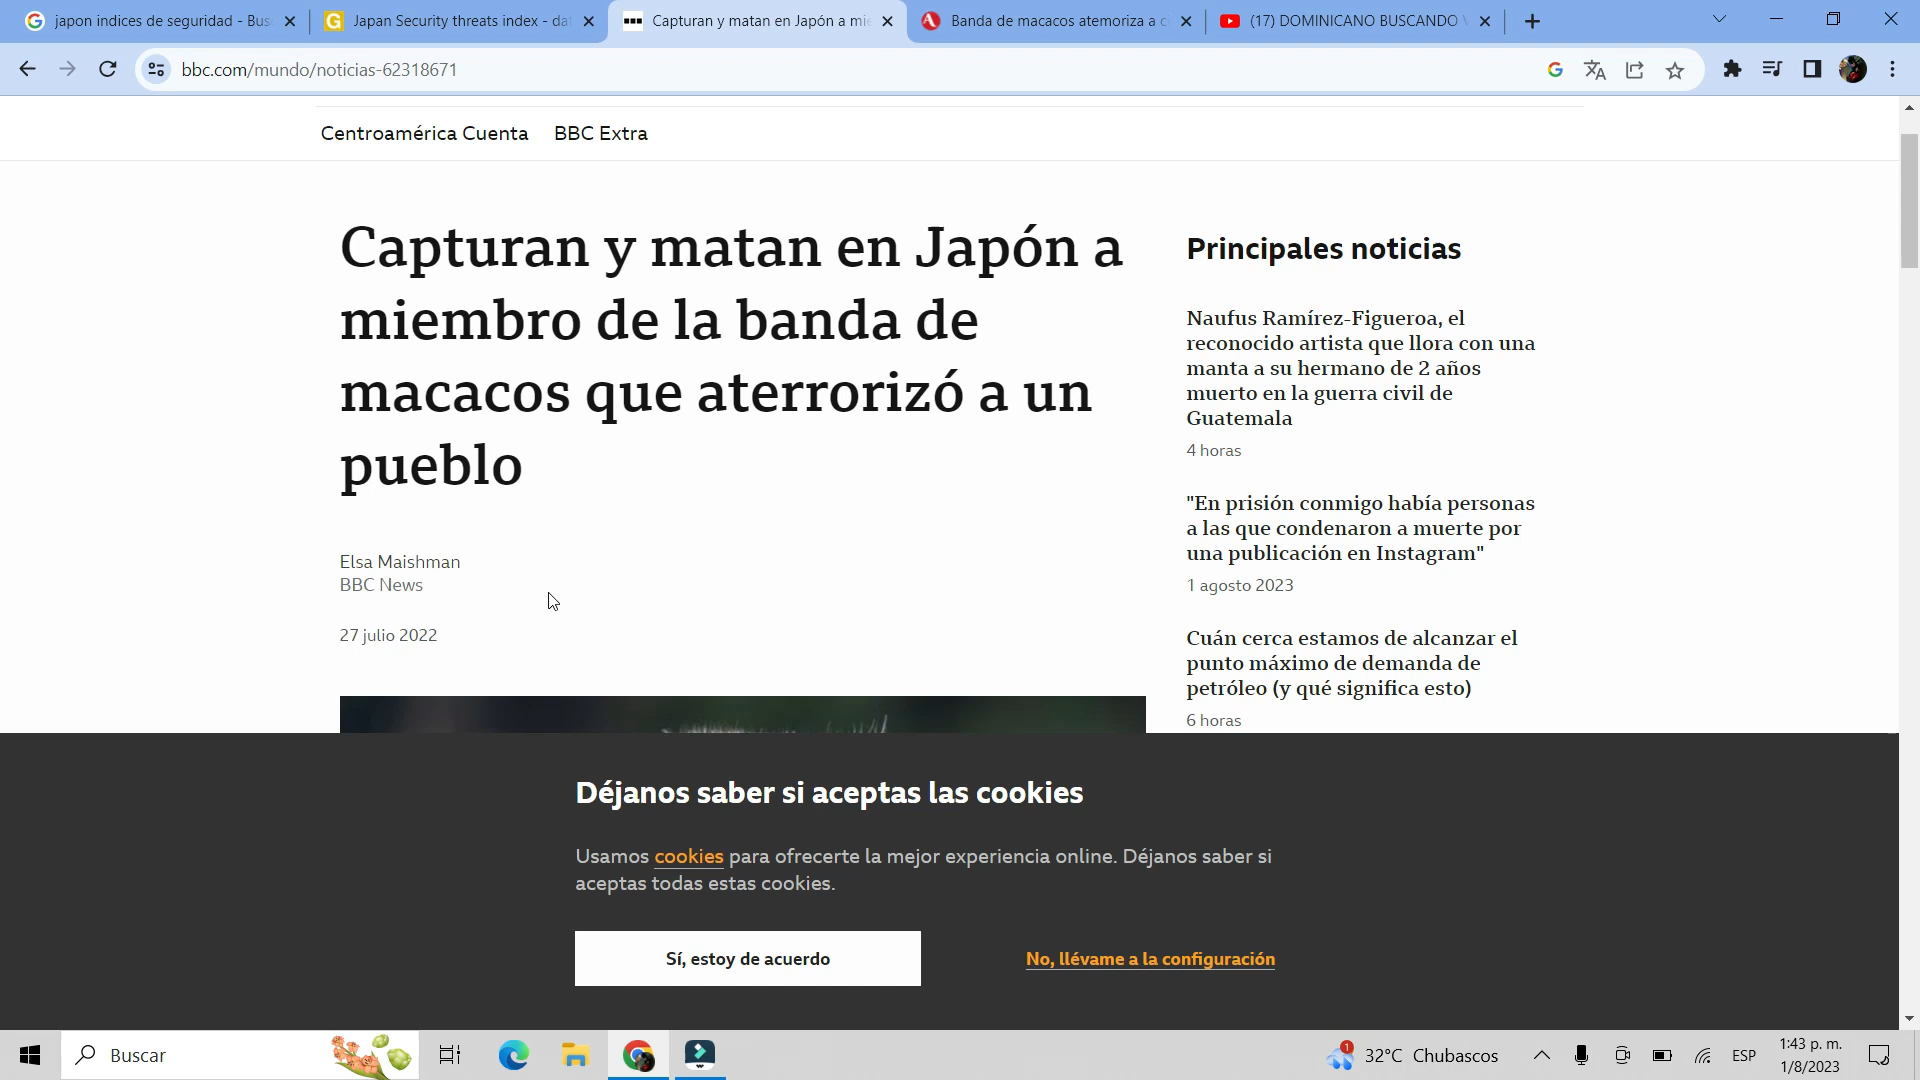 japon indices de seguridad - Bus
Japan Security threats index - da
Capturan y matan en Japón a mi
Banda de macacos atemoriza a c
(17) DOMINICANO BUSCANDO
bbc.com/mundo/noticias-62318671
Centroamérica Cuenta
BBC Extra
Capturan y matan en Japón a
miembro de la banda de
macacos que aterrorizó a un
pueblo
Elsa Maishman
BBC News
27 julio 2022
Principales noticias
Naufus Ramírez-Figueroa, el
reconocido artista que llora con una
manta a su hermano de 2 años
muerto en la guerra civil de
Guatemala
4 horas
"En prisión conmigo había personas
a las que condenaron a muerte por
una publicación en Instagram"
1 agosto 2023
Cuán cerca estamos de alcanzar el
punto máximo de demanda de
petróleo (y qué significa esto)
6 horas
Déjanos saber si aceptas las cookies
Usamos cookies para ofrecerte la mejor experiencia online. Déjanos saber si
aceptas todas estas cookies.
Sí, estoy de acuerdo
No, llévame a la configuración
Buscar
1
32°C Chubascos
ESP
1:43 p. m.
1/8/2023